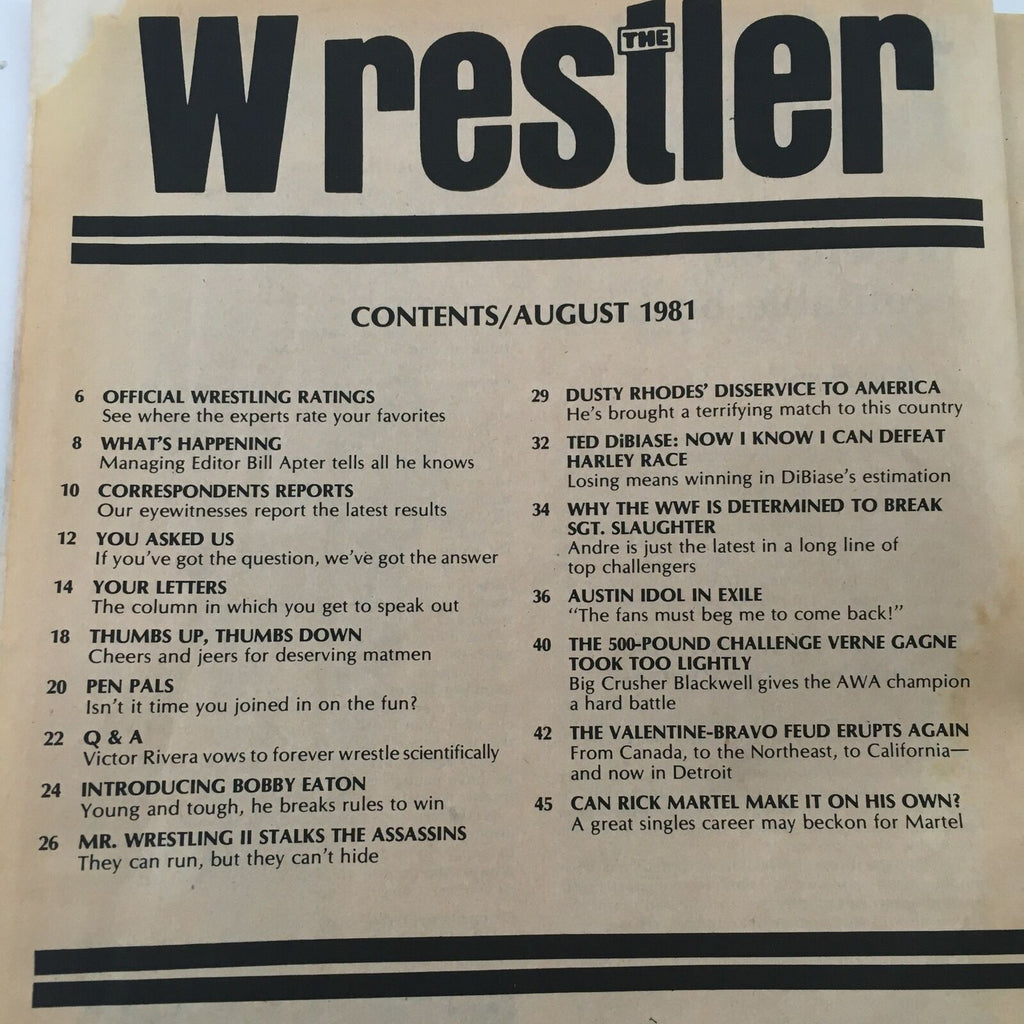 THE
Wrestler
CONTENTS/AUGUST 1981
6 OFFICIAL WRESTLING RATINGS
See where the experts rate your favorites
8 WHAT'S HAPPENING
Managing Editor Bill Apter tells all he knows
10 CORRESPONDENTS REPORTS
Our eyewitnesses report the latest results
12 YOU ASKED US
If you've got the question, we've got the answer
14 YOUR LETTERS
The column in which you get to speak out
18 THUMBS UP, THUMBS DOWN
Cheers and jeers for deserving matmen
20 PEN PALS
Isn't it time you joined in on the fun?
22 Q & A
Victor Rivera vows to forever wrestle scientifically
24 INTRODUCING BOBBY EATON
Young and tough, he breaks rules to win
26 MR. WRESTLING II STALKS THE ASSASSINS
They can run, but they can't hide
29 DUSTY RHODES' DISSERVICE TO AMERICA
He's brought a terrifying match to this country
32 TED DiBIASE: NOW I KNOW I CAN DEFEAT
HARLEY RACE
Losing means winning in DiBiase's estimation
34 WHY THE WWF IS DETERMINED TO BREAK
SGT. SLAUGHTER
Andre is just the latest in a long line of
top challengers
36 AUSTIN IDOL IN EXILE
"The fans must beg me to come back!"
40 THE 500-POUND CHALLENGE VERNE GAGNE
TOOK TOO LIGHTLY
Big Crusher Blackwell gives the AWA champion
a hard battle
42 THE VALENTINE-BRAVO FEUD ERUPTS AGAIN
From Canada, to the Northeast, to California—
and now in Detroit
45 CAN RICK MARTEL MAKE IT ON HIS OWN?
A great singles career may beckon for Martel